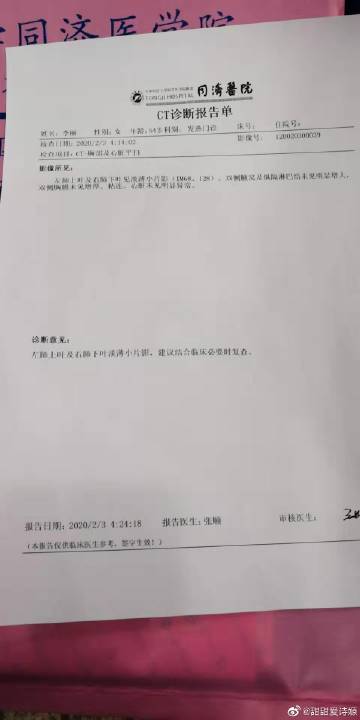 同济医学院
同濟醫院
TONGJI HOSPITAL
CT诊断报告单
姓名：李丽 性别：女 年龄：54岁 科别：发热门诊 床号： 住院号：
检查日期：2020/2/3 4:14:02 影像号：120020300029
检查项目：CT-胸部及心脏平扫
影像所见：
左肺上叶及右肺下叶见淡薄小片影（IM68，128）。双侧腋窝及纵隔淋巴结未见明显增大，
双侧胸膜未见增厚、粘连。心脏未见明显异常。
诊断意见：
左肺上叶及右肺下叶淡薄小片影，建议结合临床必要时复查。
报告日期：2020/2/3 4:24:18 报告医生：张顺 审核医生：
（本报告仅供临床医生参考，签字生效！）
@甜甜爱诗姬